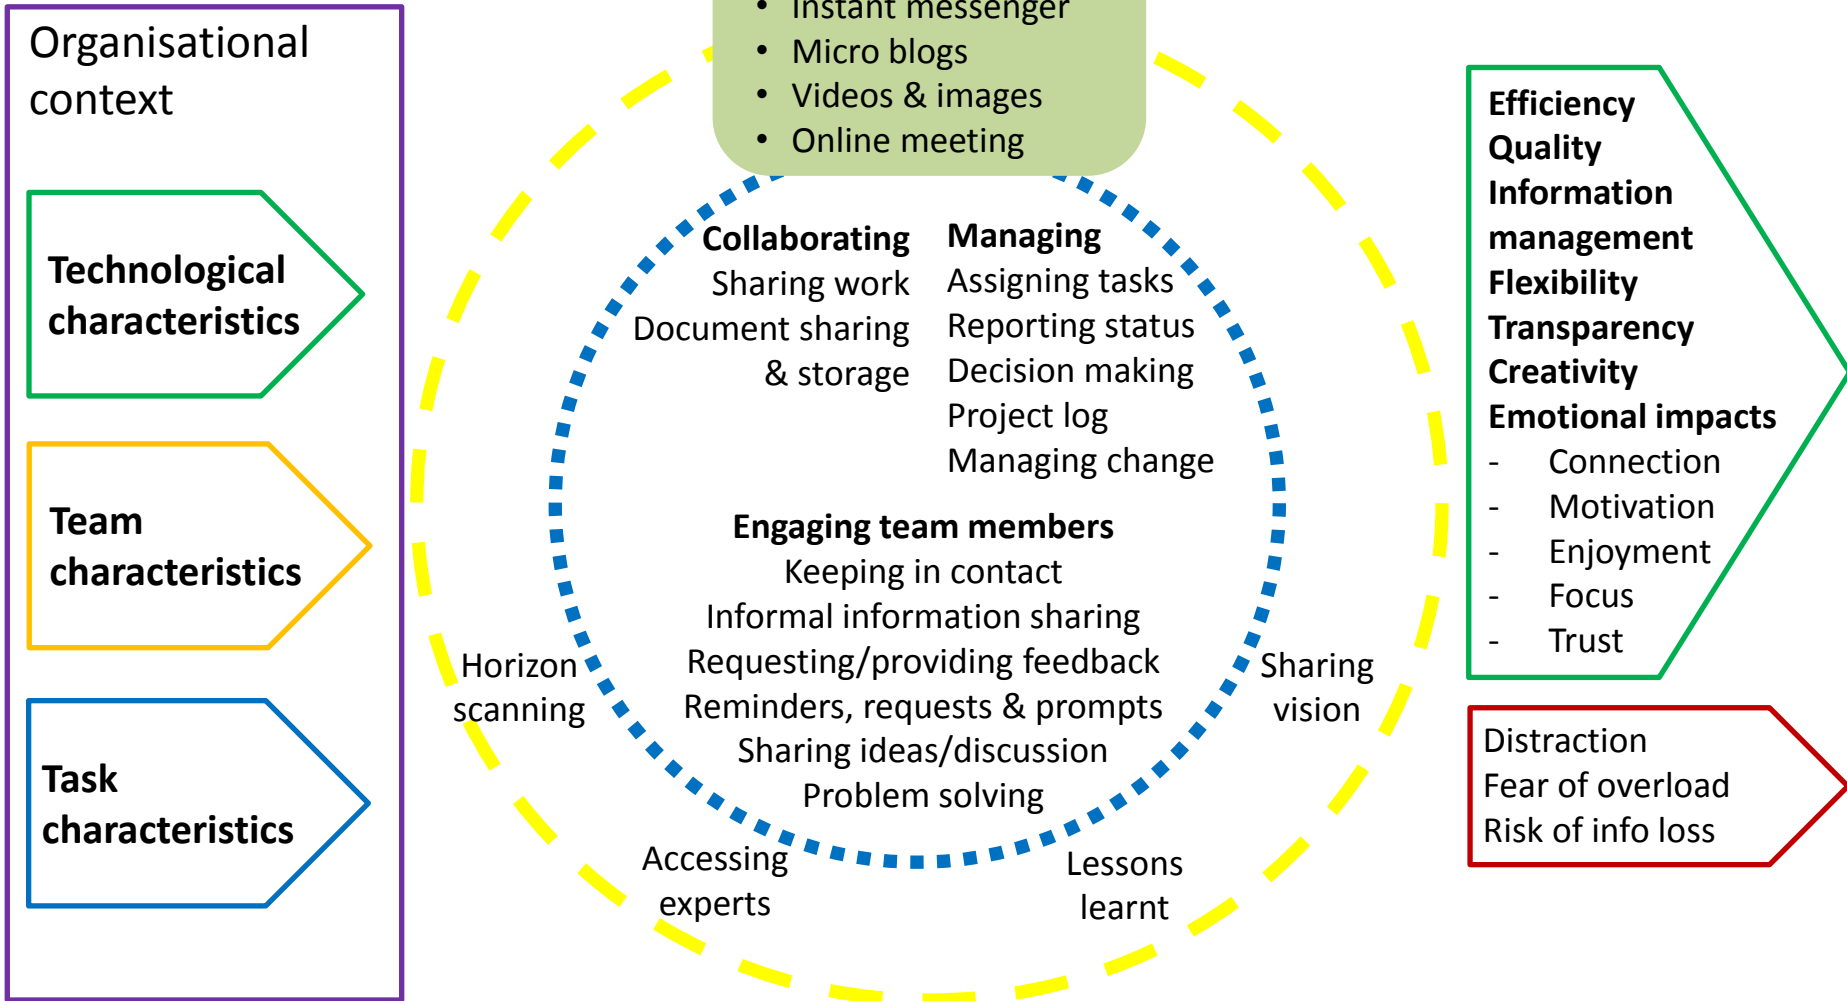 Organisational
context
Technological
characteristics
Team
characteristics
Task
characteristics
• Instant messenger
• Micro blogs
• Videos & images
• Online meeting
Collaborating
Sharing work
Document sharing
& storage
Managing
Assigning tasks
Reporting status
Decision making
Project log
Managing change
Engaging team members
Keeping in contact
Informal information sharing
Requesting/providing feedback
Reminders, requests & prompts
Sharing ideas/discussion
Problem solving
Horizon
scanning
Accessing
experts
Lessons
learnt
Sharing
vision
Efficiency
Quality
Information
management
Flexibility
Transparency
Creativity
Emotional impacts
- Connection
- Motivation
- Enjoyment
- Focus
- Trust
Distraction
Fear of overload
Risk of info loss